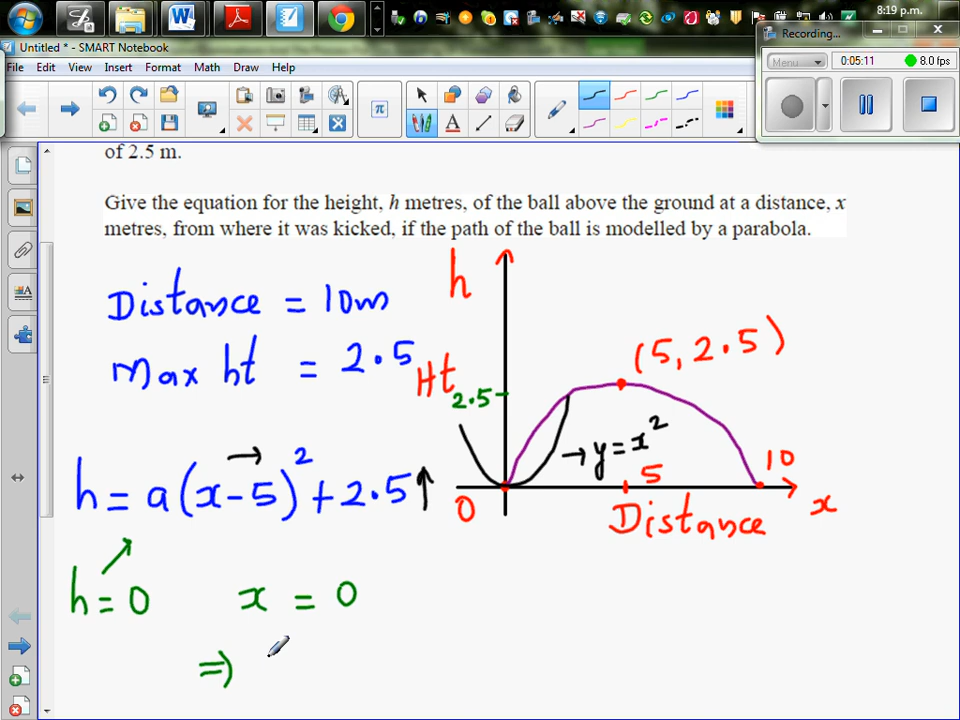 8:19 p.m.
Untitled * - SMART Notebook
Recording...
File Edit View Insert Format Math Draw Help
Menu
0:05:11
8.0 fps
π
A
of 2.5 m.
Give the equation for the height, h metres, of the ball above the ground at a distance, x
metres, from where it was kicked, if the path of the ball is modelled by a parabola.
h
Distance = 10m
(5, 2.5)
Max ht = 2.5
Ht
2.5
→ y = x²
h = a(x-5)² + 2.5 ↑
0
5
10
x
Distance
h = 0 x = 0
⇒